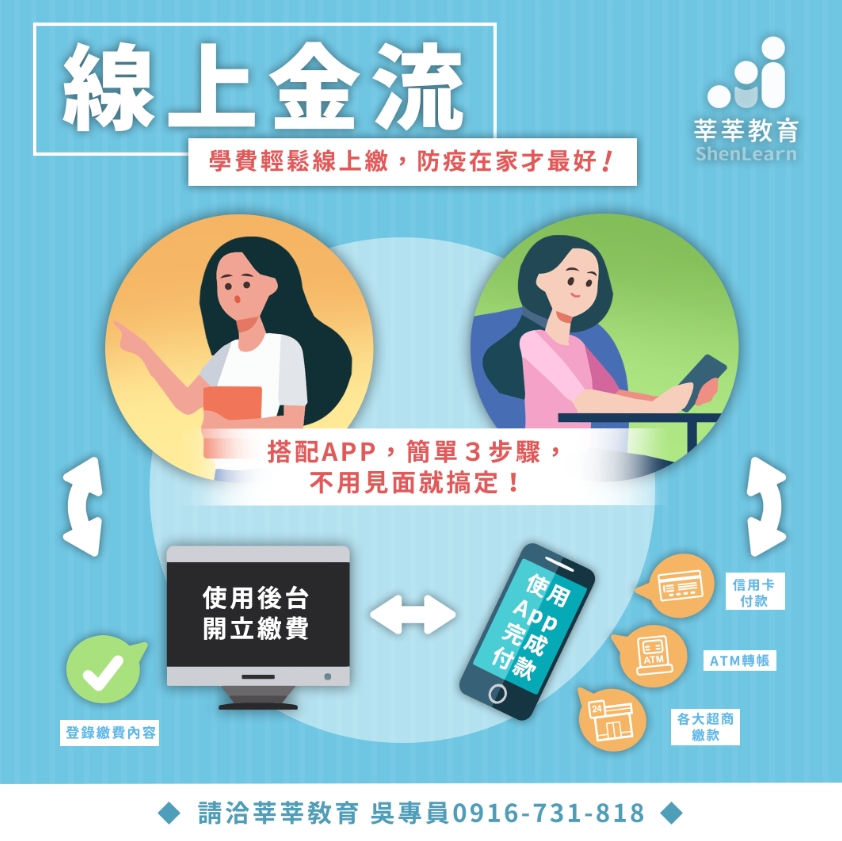 線上金流
莘莘教育
ShenLearn
學費輕鬆線上繳，防疫在家才最好！
搭配APP，簡單３步驟，
不用見面就搞定！
使用後台
開立繳費
使用
App
完成
付款
信用卡
付款
ATM
ATM轉帳
24
各大超商
繳款
登錄繳費內容
◆ 請洽莘莘教育 吳專員0916-731-818 ◆